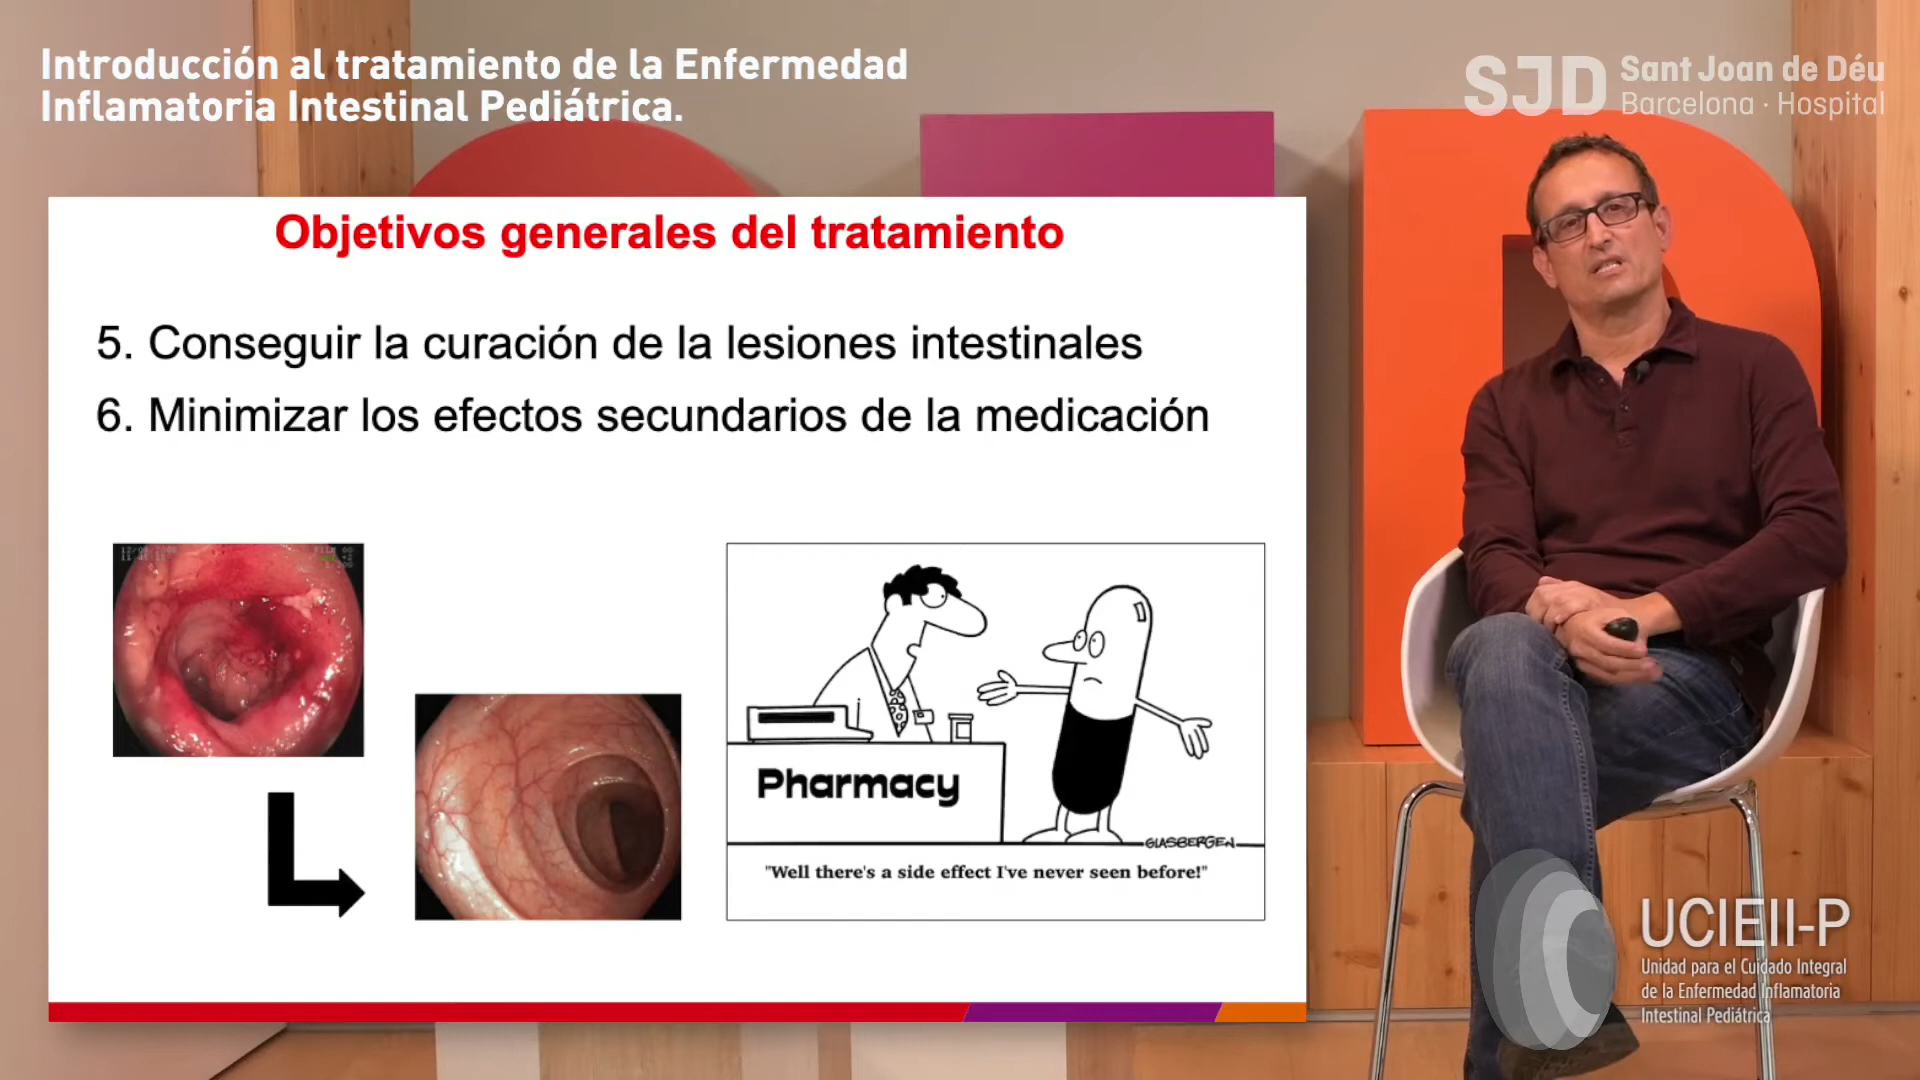 Introducción al tratamiento de la Enfermedad
Inflamatoria Intestinal Pediátrica.
SJD
Sant Joan de Déu
Barcelona · Hospital
Objetivos generales del tratamiento
5. Conseguir la curación de la lesiones intestinales
6. Minimizar los efectos secundarios de la medicación
Pharmacy
GLASBERGEN
"Well there's a side effect I've never seen before!"
UCIEII-P
Unidad para el Cuidado Integral
de la Enfermedad Inflamatoria
Intestinal Pediátrica